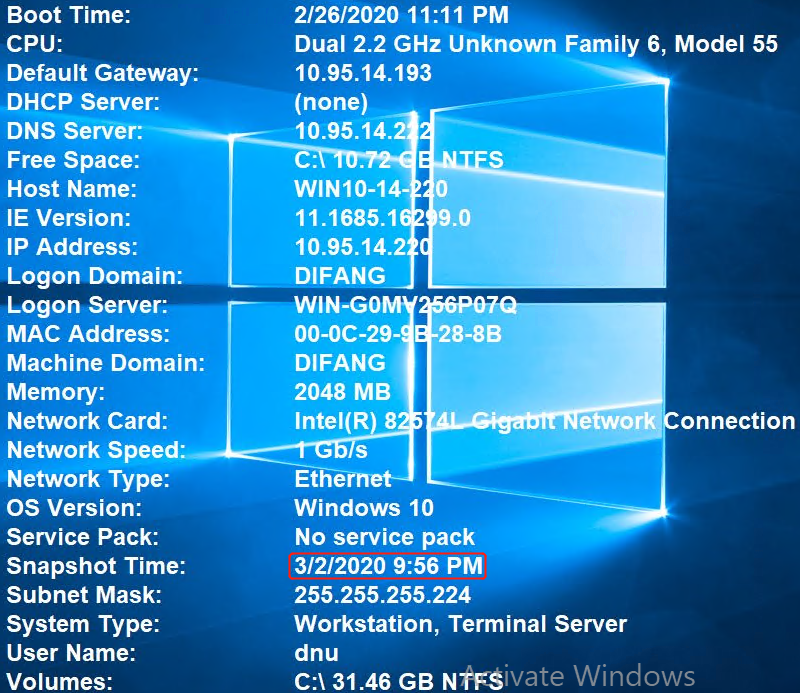 Boot Time: 2/26/2020 11:11 PM
CPU: Dual 2.2 GHz Unknown Family 6, Model 55
Default Gateway: 10.95.14.193
DHCP Server: (none)
DNS Server: 10.95.14.222
Free Space: C:\ 10.72 GB NTFS
Host Name: WIN10-14-220
IE Version: 11.1685.16299.0
IP Address: 10.95.14.220
Logon Domain: DIFANG
Logon Server: WIN-G0MV256P07Q
MAC Address: 00-0C-29-9B-28-8B
Machine Domain: DIFANG
Memory: 2048 MB
Network Card: Intel(R) 82574L Gigabit Network Connection
Network Speed: 1 Gb/s
Network Type: Ethernet
OS Version: Windows 10
Service Pack: No service pack
Snapshot Time: 3/2/2020 9:56 PM
Subnet Mask: 255.255.255.224
System Type: Workstation, Terminal Server
User Name: dnu
Volumes: C:\ 31.46 GB NTFS
Activate Windows